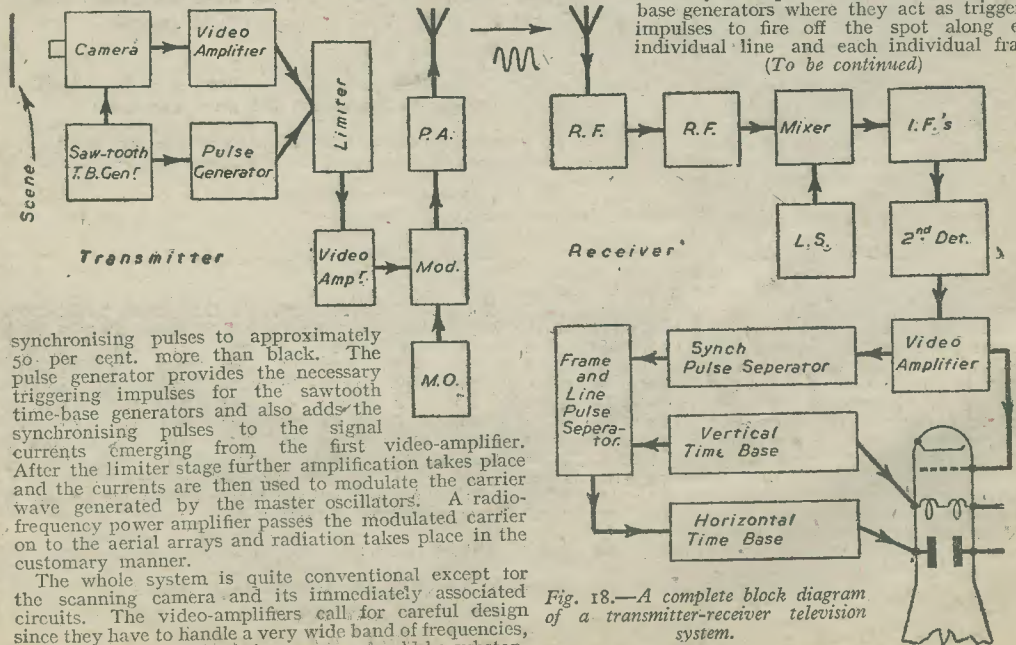 Camera
Video
Amplifier
Limiter
P.A.
Saw-tooth
T.B. Genr
Pulse
Generator
Scene
Transmitter
Video
Ampr
Mod.
M.O.
synchronising pulses to approximately
50 per cent. more than black. The
pulse generator provides the necessary
triggering impulses for the sawtooth
time-base generators and also adds the
synchronising pulses to the signal
currents emerging from the first video-amplifier.
After the limiter stage further amplification takes place
and the currents are then used to modulate the carrier
wave generated by the master oscillators. A radio-
frequency power amplifier passes the modulated carrier
on to the aerial arrays and radiation takes place in the
customary manner.
The whole system is quite conventional except for
the scanning camera and its immediately associated
circuits. The video-amplifiers call for careful design
since they have to handle a very wide band of frequencies,
base generators where they act as trigger
impulses to fire off the spot along e
individual line and each individual fra
(To be continued)
R.F.
R.F.
Mixer
I.F.'s
L.S.
2nd Det.
Receiver
Frame
and
Line
Pulse
Sepera-
tor.
Synch
Pulse Seperator
Video
Amplifier
Vertical
Time Base
Horizontal
Time Base
Fig. 18.—A complete block diagram
of a transmitter-receiver television
system.